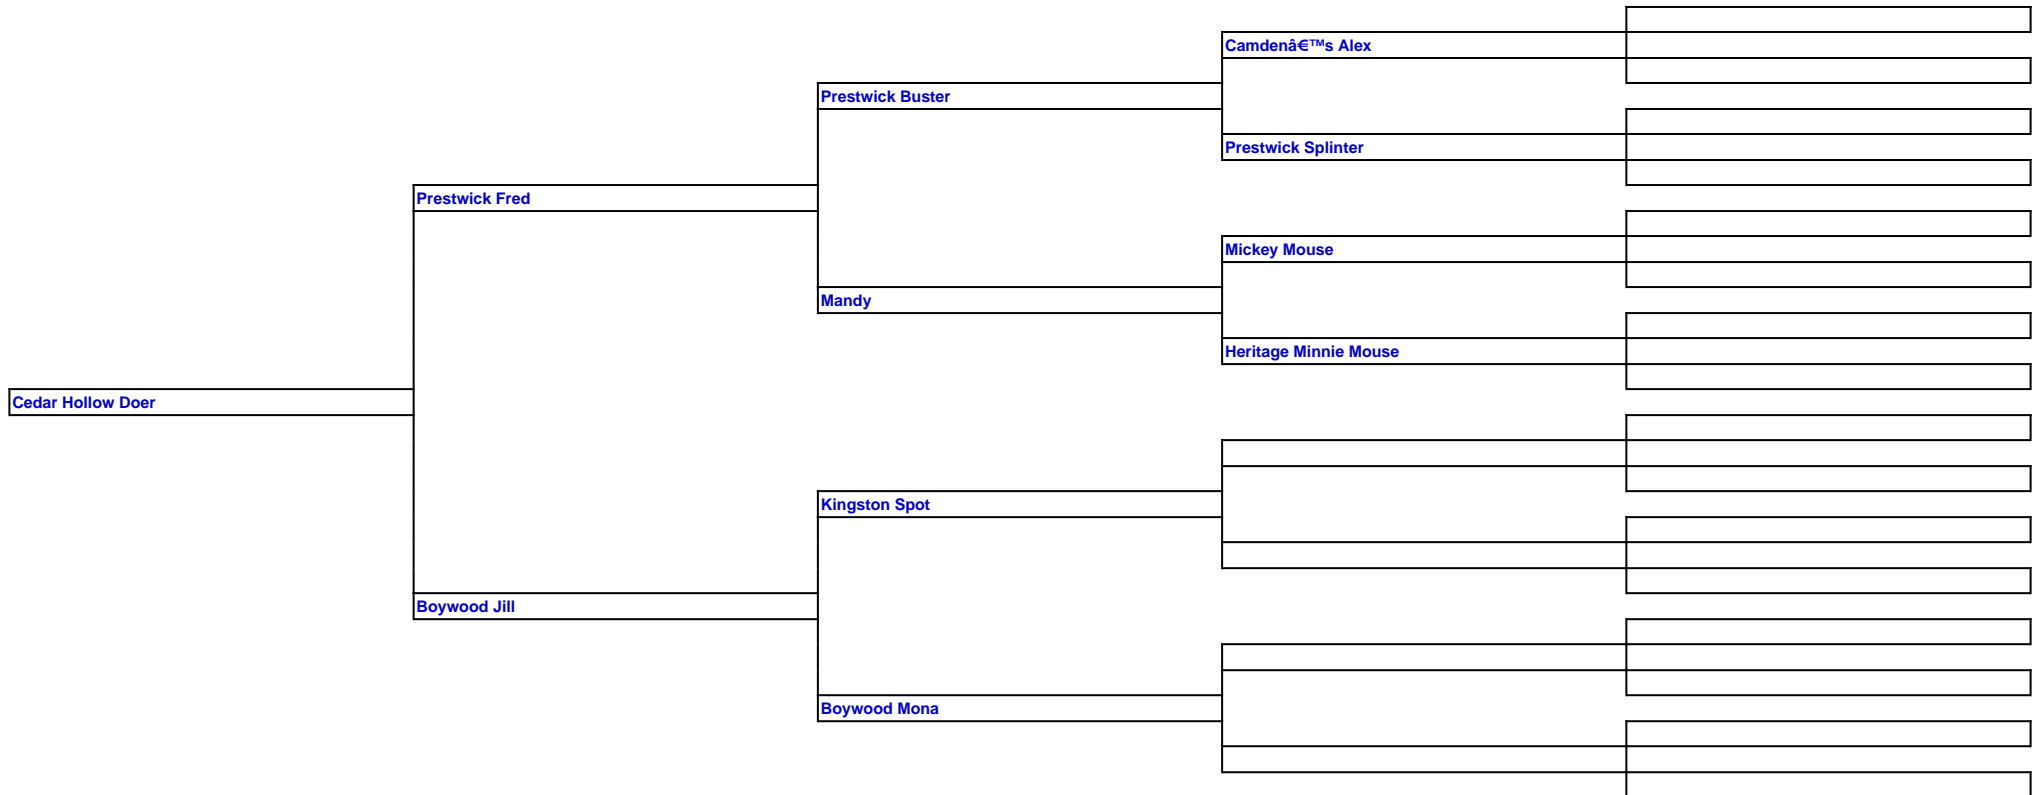 Camdenâ€™s Alex
Prestwick Buster
Prestwick Splinter
Prestwick Fred
Mickey Mouse
Mandy
Heritage Minnie Mouse
Cedar Hollow Doer
Kingston Spot
Boywood Jill
Boywood Mona